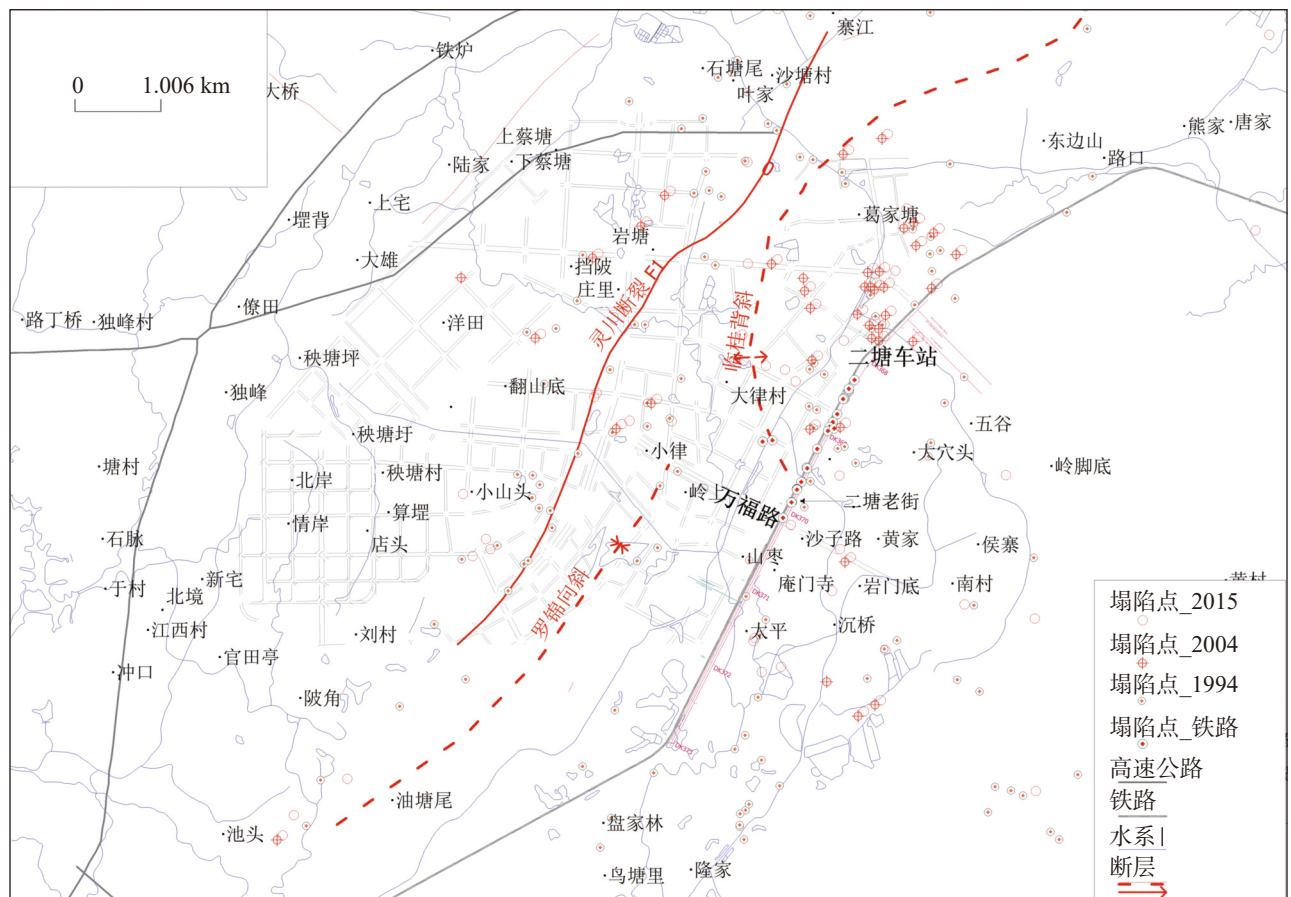 寨江
铁炉
石塘尾
沙塘村
叶家
0 1.006 km
大桥
熊家
唐家
上蔡塘
东边山
路口
陆家
下蔡塘
上宅
堽背
葛家塘
岩塘
大雄
挡陂
庄里
灵川断裂 F1
僚田
路丁桥
独峰村
洋田
临桂背斜
秧塘坪
二塘车站
DK368
独峰
翻山底
大律村
五谷
秧塘圩
小律
大穴头
岭脚底
塘村
北岸
秧塘村
小山头
岭上
万福路
二塘老街
算堽
情岸
DK370
石脉
店头
沙子路
黄家
侯寨
山枣
新宅
于村
庵门寺
岩门底
南村
黄村
北境
DK371
罗锦向斜
江西村
刘村
太平
沉桥
官田亭
冲口
DK372
陂角
DK373
油塘尾
池头
盘家林
鸟塘里
隆家
塌陷点_2015
塌陷点_2004
塌陷点_1994
塌陷点_铁路
高速公路
铁路
水系
断层